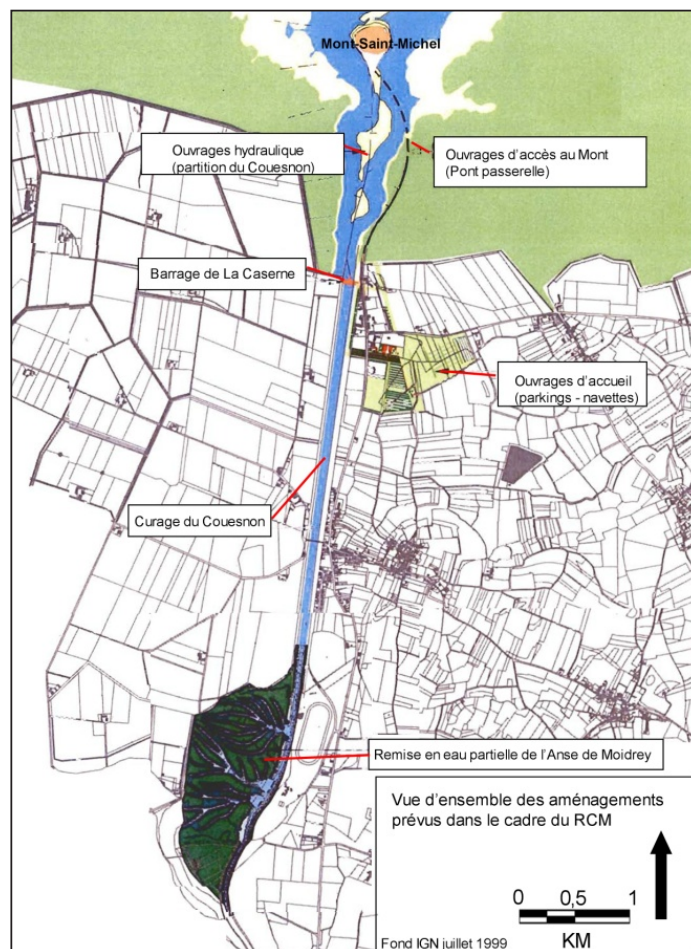 Mont-Saint-Michel
Ouvrages hydraulique
(partition du Couesnon)
Ouvrages d'accès au Mont
(Pont passerelle)
Barrage de La Caserne
Ouvrages d'accueil
(parkings - navettes)
Curage du Couesnon
Remise en eau partielle de l'Anse de Moidrey
Vue d'ensemble des aménagements
prévus dans le cadre du RCM
0 0,5 1
KM
Fond IGN juillet 1999